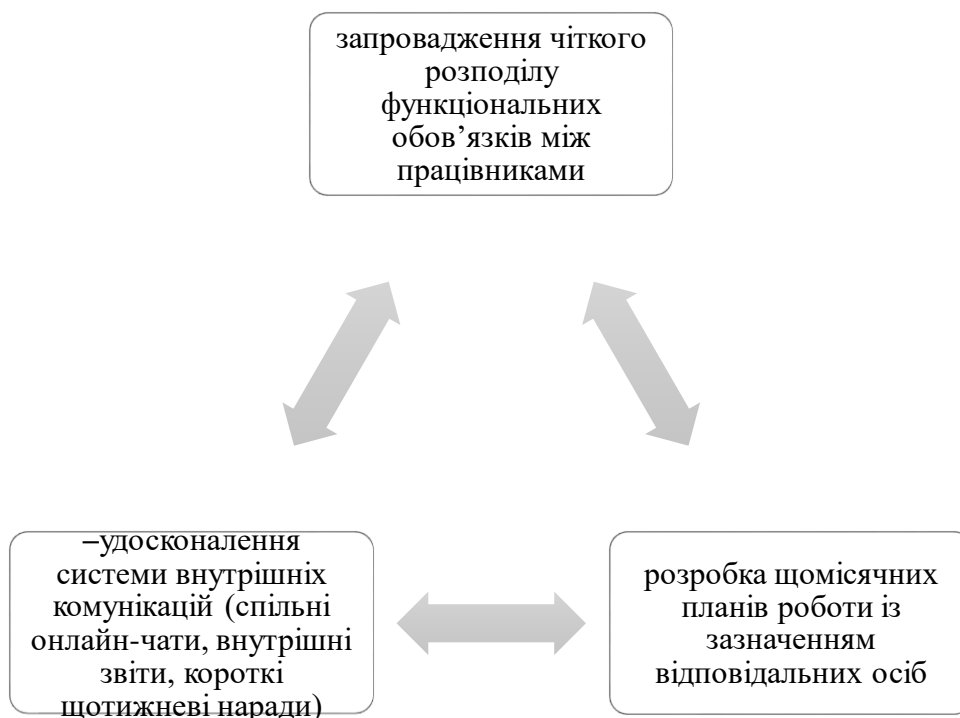 запровадження чіткого
розподілу
функціональних
обов’язків між
працівниками
–удосконалення
системи внутрішніх
комунікацій (спільні
онлайн-чати, внутрішні
звіти, короткі
щотижневі наради)
розробка щомісячних
планів роботи із
зазначенням
відповідальних осіб